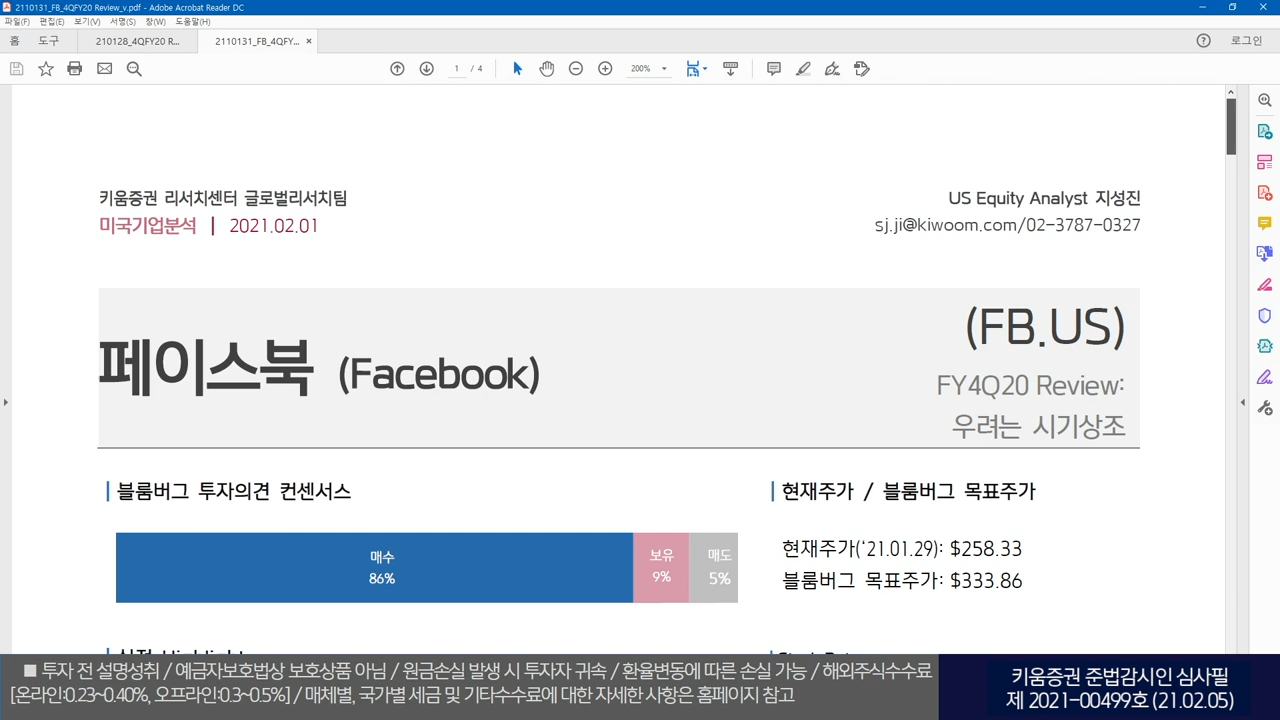 2110131_FB_4QFY20 Review_v.pdf - Adobe Acrobat Reader DC
파일(F) 편집(E) 보기(V) 서명(S) 창(W) 도움말(H)
홈 도구 210128_4QFY20 R... 2110131_FB_4QFY... × 로그인
1 / 4 200%
키움증권 리서치센터 글로벌리서치팀
미국기업분석 | 2021.02.01
US Equity Analyst 지성진
sj.ji@kiwoom.com/02-3787-0327
페이스북 (Facebook)
(FB.US)
FY4Q20 Review:
우려는 시기상조
블룸버그 투자의견 컨센서스
매수
86%
보유
9%
매도
5%
현재주가 / 블룸버그 목표주가
현재주가(‘21.01.29): $258.33
블룸버그 목표주가: $333.86
■ 투자 전 설명성취 / 예금자보호법상 보호상품 아님 / 원금손실 발생 시 투자자 귀속 / 환율변동에 따른 손실 가능 / 해외주식수수료
[온라인:0.23~0.40%, 오프라인:0.3~0.5%] / 매체별, 국가별 세금 및 기타수수료에 대한 자세한 사항은 홈페이지 참고
키움증권 준법감시인 심사필
제 2021-00499호 (21.02.05)